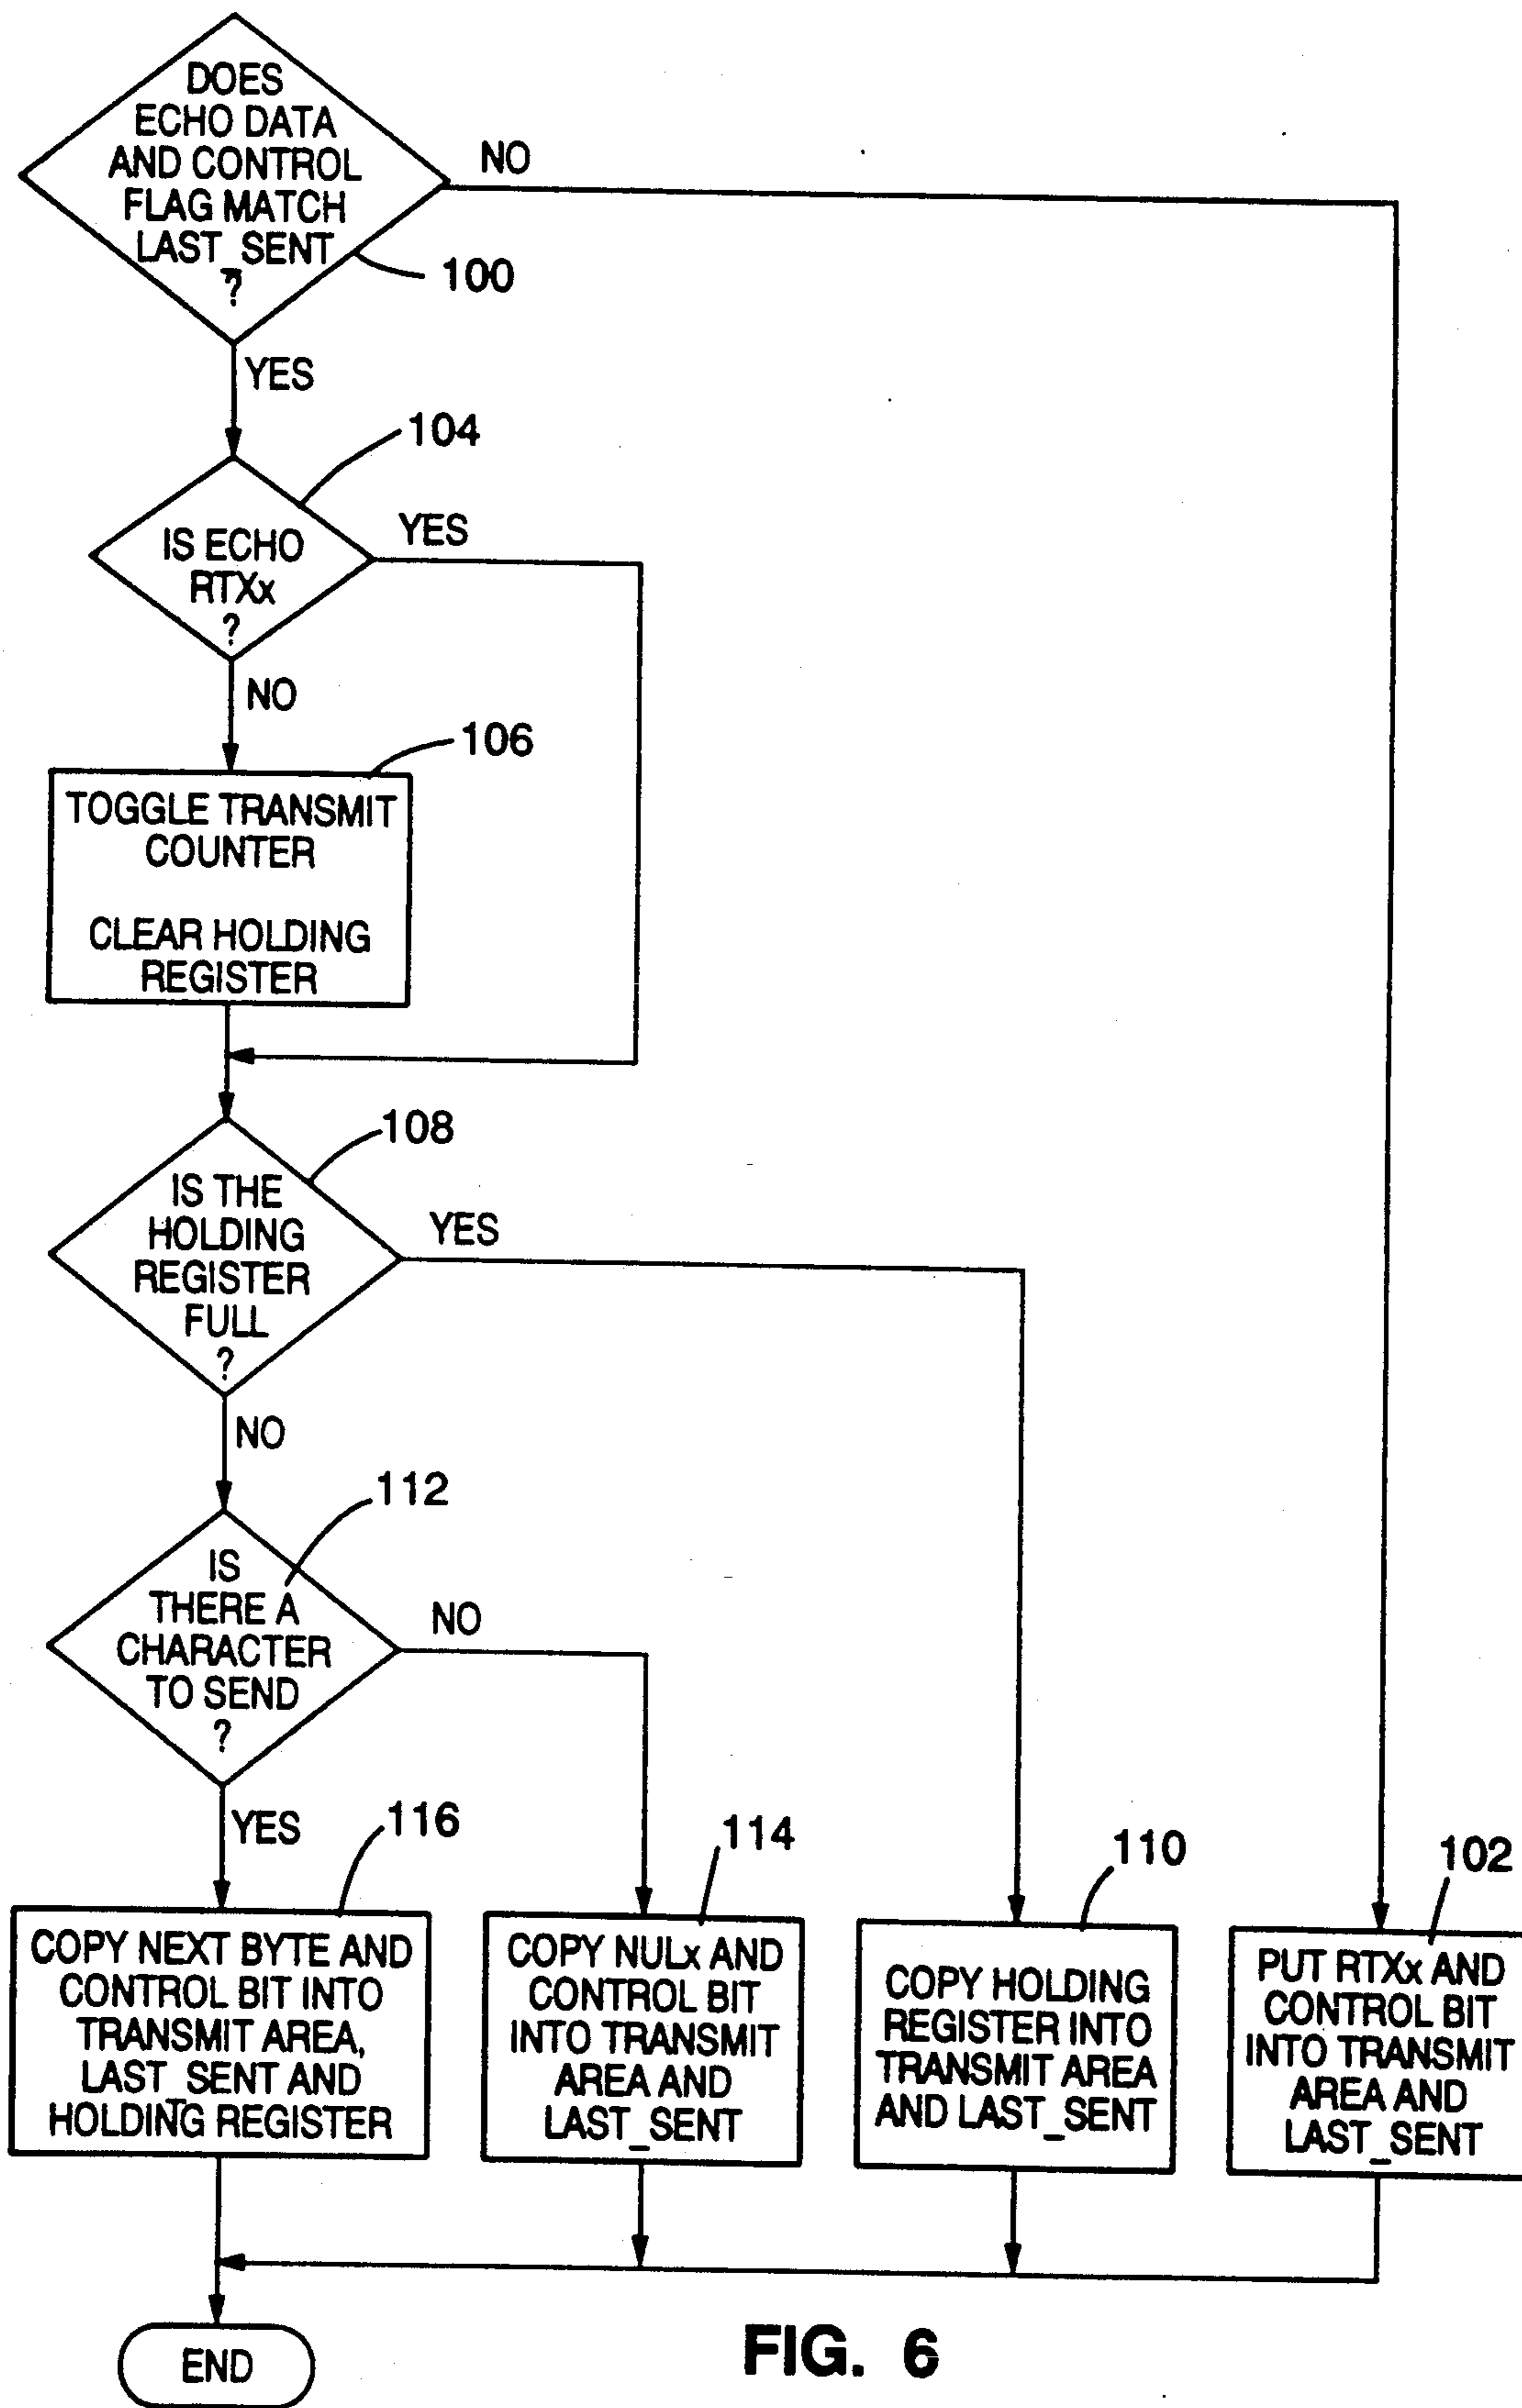 DOES
ECHO DATA
AND CONTROL
FLAG MATCH
LAST_SENT
?
NO
100
YES
104
IS ECHO
RTXx
?
YES
NO
106
TOGGLE TRANSMIT
COUNTER
CLEAR HOLDING
REGISTER
108
IS THE
HOLDING
REGISTER
FULL
?
YES
NO
112
IS
THERE A
CHARACTER
TO SEND
?
NO
YES
116
COPY NEXT BYTE AND
CONTROL BIT INTO
TRANSMIT AREA,
LAST_SENT AND
HOLDING REGISTER
114
COPY NULx AND
CONTROL BIT
INTO TRANSMIT
AREA AND
LAST_SENT
110
COPY HOLDING
REGISTER INTO
TRANSMIT AREA
AND LAST_SENT
102
PUT RTXx AND
CONTROL BIT
INTO TRANSMIT
AREA AND
LAST_SENT
END
FIG. 6